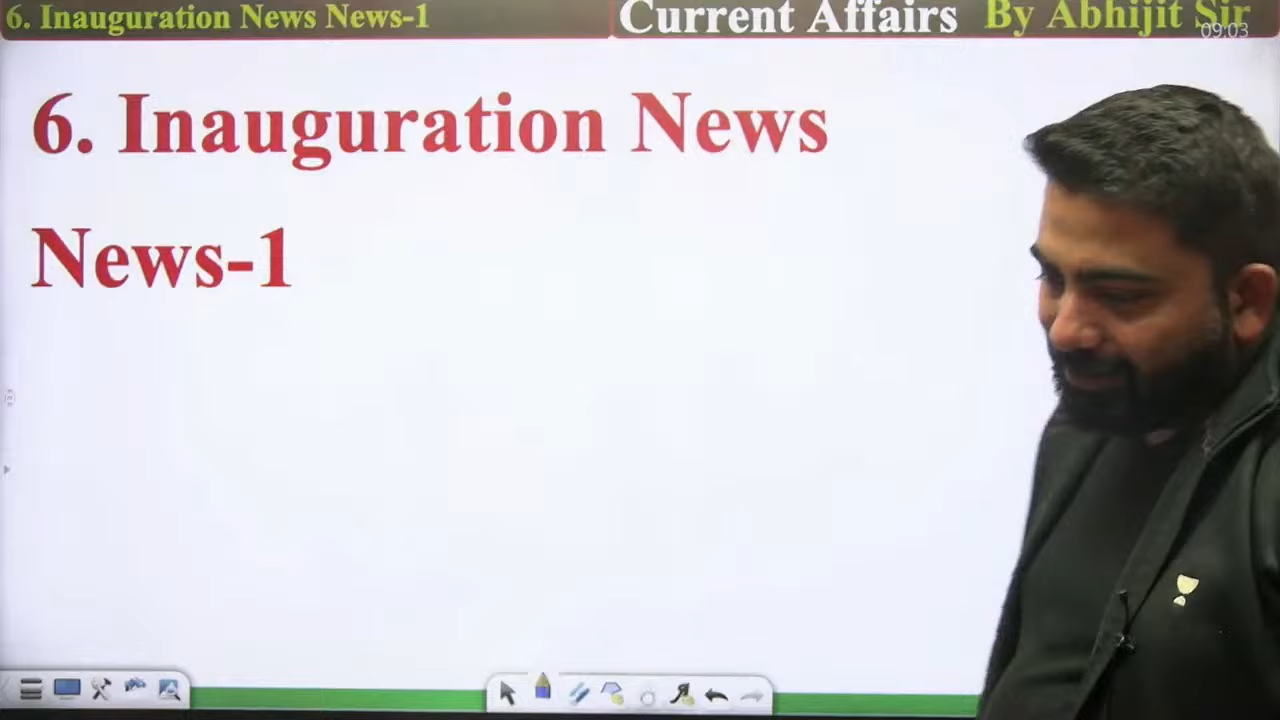 6. Inauguration News News-1
Current Affairs By Abhijit Sir
09:03
6. Inauguration News
News-1